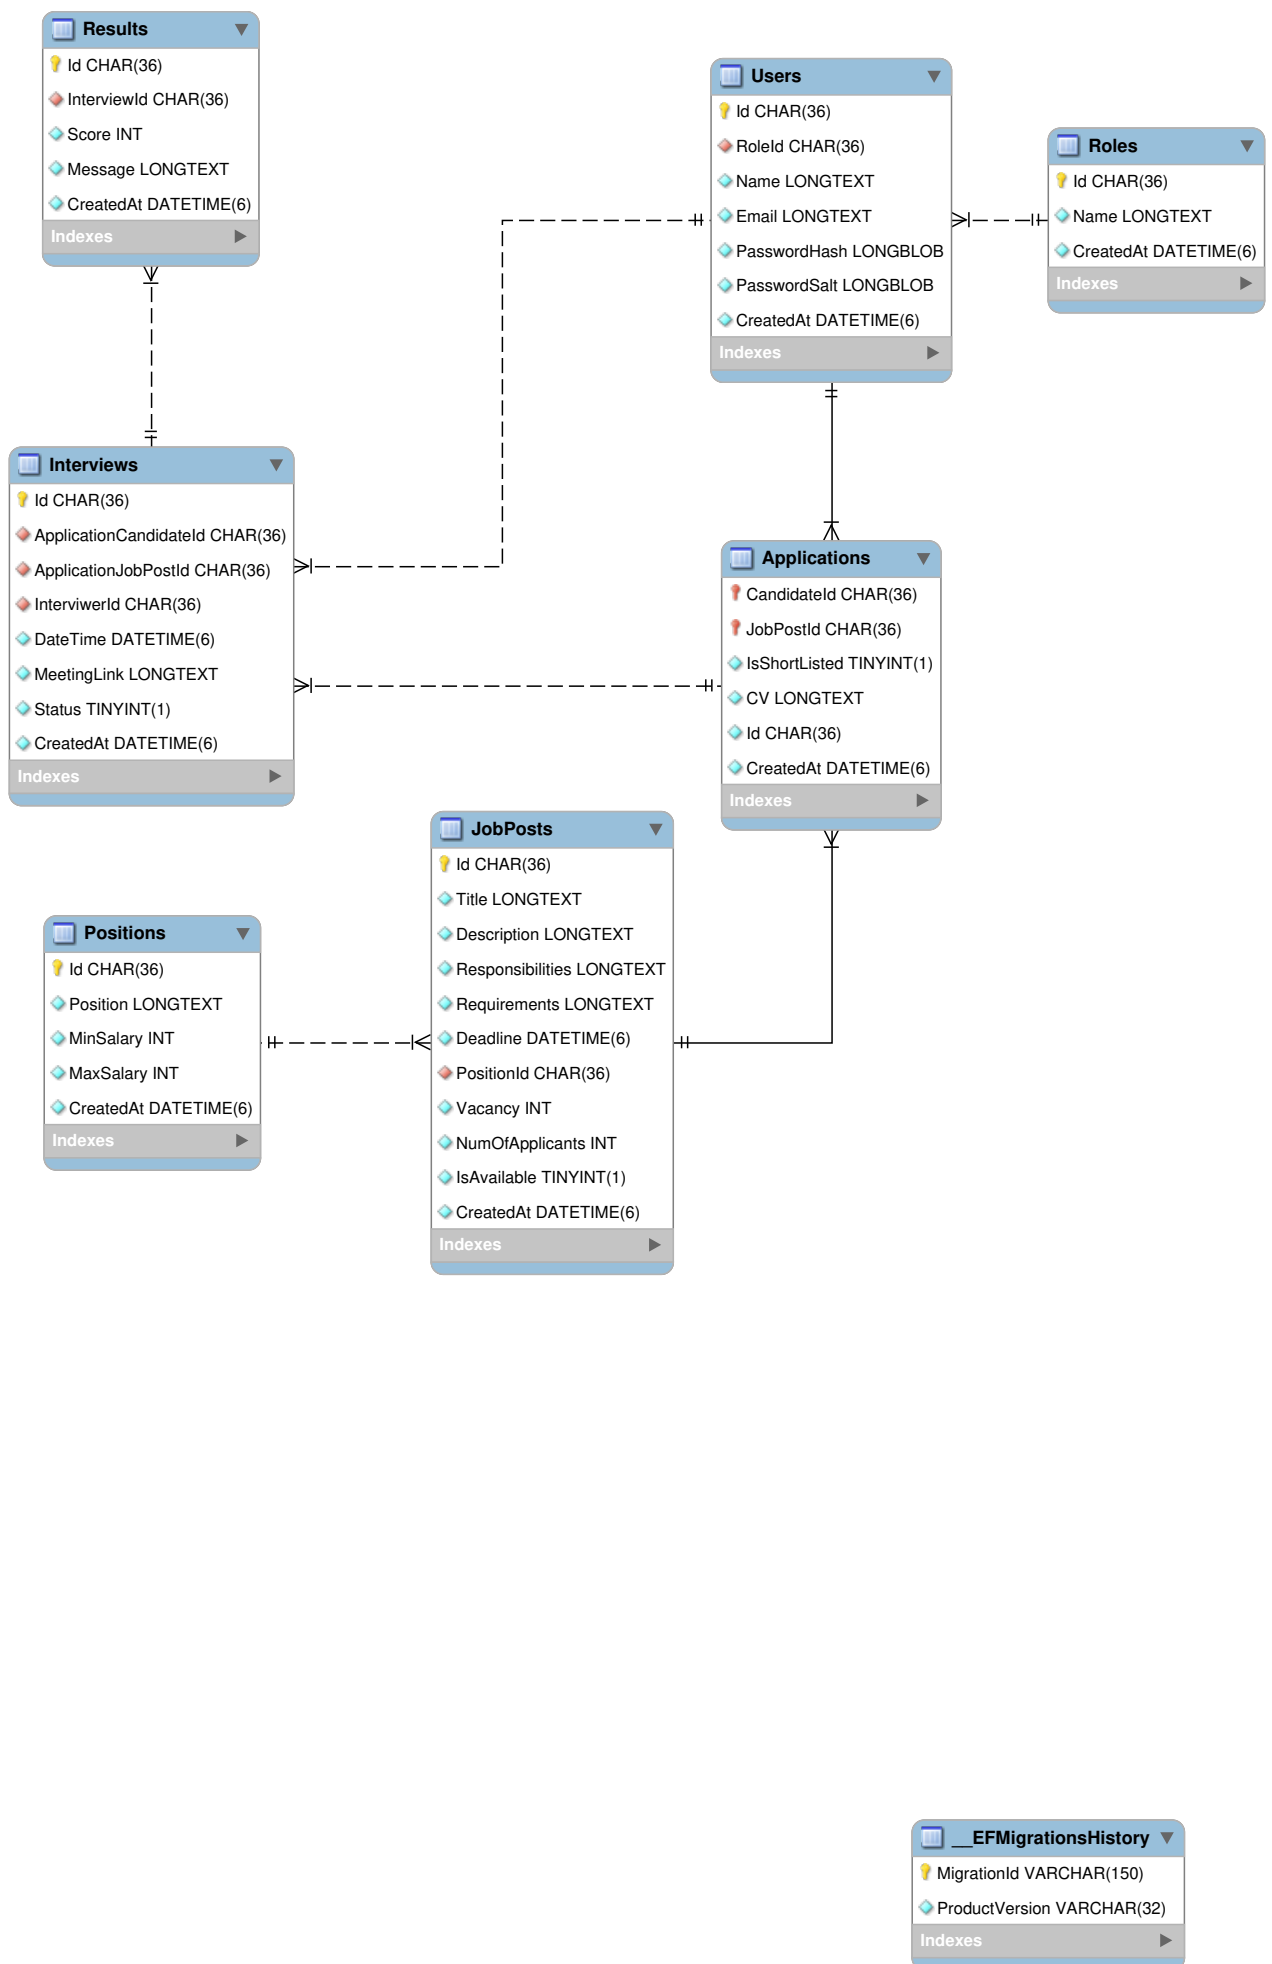 Results
Id CHAR(36)
InterviewId CHAR(36)
Score INT
Message LONGTEXT
CreatedAt DATETIME(6)
Indexes
Users
Id CHAR(36)
RoleId CHAR(36)
Name LONGTEXT
Email LONGTEXT
PasswordHash LONGBLOB
PasswordSalt LONGBLOB
CreatedAt DATETIME(6)
Indexes
Roles
Id CHAR(36)
Name LONGTEXT
CreatedAt DATETIME(6)
Indexes
Interviews
Id CHAR(36)
ApplicationCandidateId CHAR(36)
ApplicationJobPostId CHAR(36)
InterviwerId CHAR(36)
DateTime DATETIME(6)
MeetingLink LONGTEXT
Status TINYINT(1)
CreatedAt DATETIME(6)
Indexes
Applications
CandidateId CHAR(36)
JobPostId CHAR(36)
IsShortListed TINYINT(1)
CV LONGTEXT
Id CHAR(36)
CreatedAt DATETIME(6)
Indexes
JobPosts
Id CHAR(36)
Title LONGTEXT
Description LONGTEXT
Responsibilities LONGTEXT
Requirements LONGTEXT
Deadline DATETIME(6)
PositionId CHAR(36)
Vacancy INT
NumOfApplicants INT
IsAvailable TINYINT(1)
CreatedAt DATETIME(6)
Indexes
Positions
Id CHAR(36)
Position LONGTEXT
MinSalary INT
MaxSalary INT
CreatedAt DATETIME(6)
Indexes
__EFMigrationsHistory
MigrationId VARCHAR(150)
ProductVersion VARCHAR(32)
Indexes